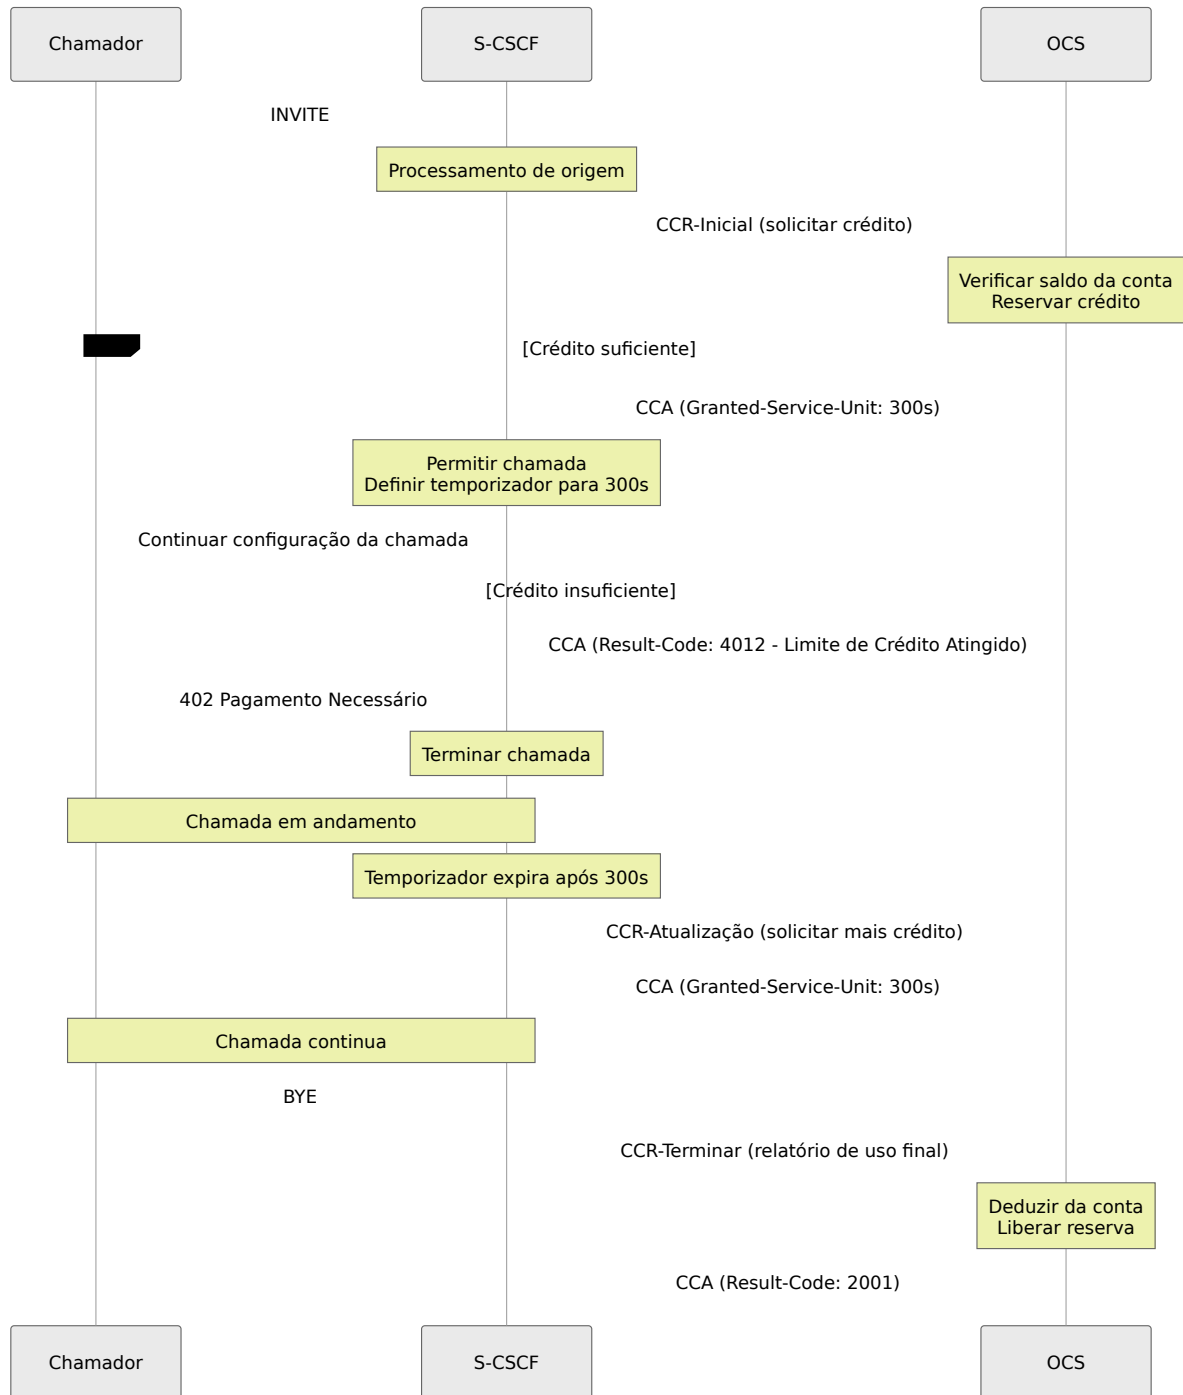 Chamador
S-CSCF
OCS
INVITE
Processamento de origem
CCR-Inicial (solicitar crédito)
Verificar saldo da conta
Reservar crédito
[Crédito suficiente]
CCA (Granted-Service-Unit: 300s)
Permitir chamada
Definir temporizador para 300s
Continuar configuração da chamada
[Crédito insuficiente]
CCA (Result-Code: 4012 - Limite de Crédito Atingido)
402 Pagamento Necessário
Terminar chamada
Chamada em andamento
Temporizador expira após 300s
CCR-Atualização (solicitar mais crédito)
CCA (Granted-Service-Unit: 300s)
Chamada continua
BYE
CCR-Terminar (relatório de uso final)
Deduzir da conta
Liberar reserva
CCA (Result-Code: 2001)
Chamador
S-CSCF
OCS